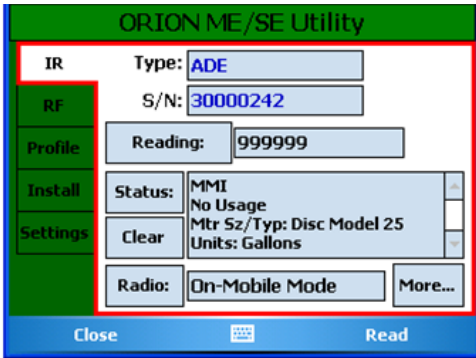 ORION ME/SE Utility
IR
Type: ADE
RF
S/N: 30000242
Profile
Reading: 999999
Install
Status: MMI
No Usage
Mtr Sz/Typ: Disc Model 25
Settings
Clear
Units: Gallons
Radio: On-Mobile Mode More...
Close Read